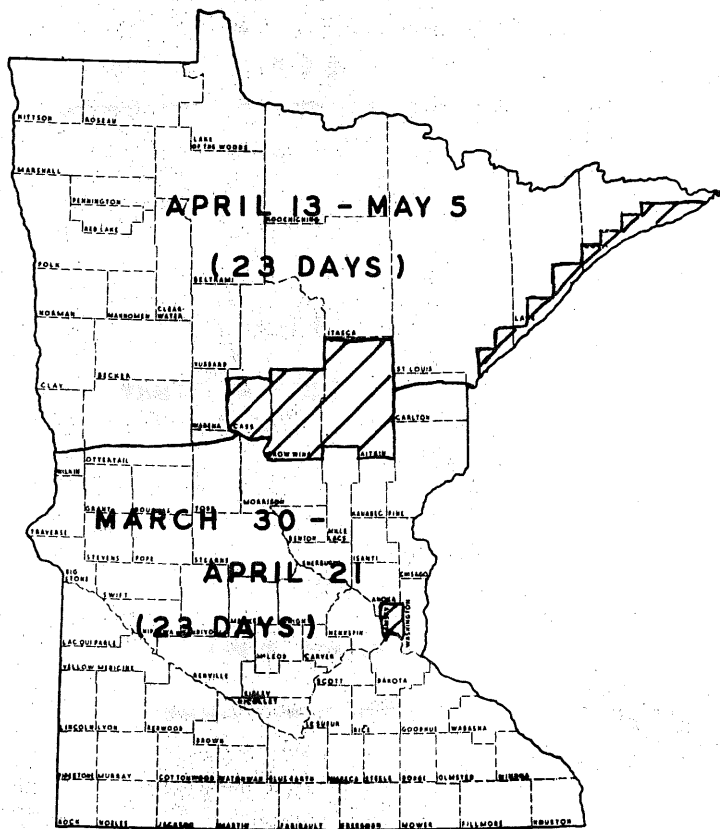 KITTSON ROSEAU
LAKE
OF THE WOODS
MARSHALL
PENNINGTON
APRIL 13 - MAY 5
KOOCHICHING
RED LAKE
(23 DAYS)
POLK
BELTRAMI
NORMAN MAHNOMEN CLEAR-
WATER
LAKE
ITASCA
HUBBARD
ST LOUIS
CLAY BECKER
CARLTON
WADENA CASS
CROW WING AITKIN
OTTERTAIL
WILKIN
MORRISON
GRANT DOUGLAS TODD
MARCH 30 -
KANABEC PINE
MILLE
LACS
TRAVERSE
BENTON
STEVENS POPE STEARNS
SHERBURNE ISANTI
APRIL 21
CHISAGO
BIG
STONE
SWIFT
ANOKA
(23 DAYS)
RAMSEY
WASHINGTON
HENNEPIN
LAC QUI PARLE
MCLEOD CARVER
YELLOW MEDICINE
RENVILLE
SCOTT DAKOTA
SIBLEY
NICOLLET
LINCOLN LYON REDWOOD
LE SUEUR RICE GOODHUE WABASHA
BROWN
PIPESTONE MURRAY COTTONWOOD WATONWAN BLUE EARTH WASECA STEELE DODGE OLMSTED WINONA
ROCK NOBLES JACKSON MARTIN FARIBAULT FREEBORN MOWER FILLMORE HOUSTON